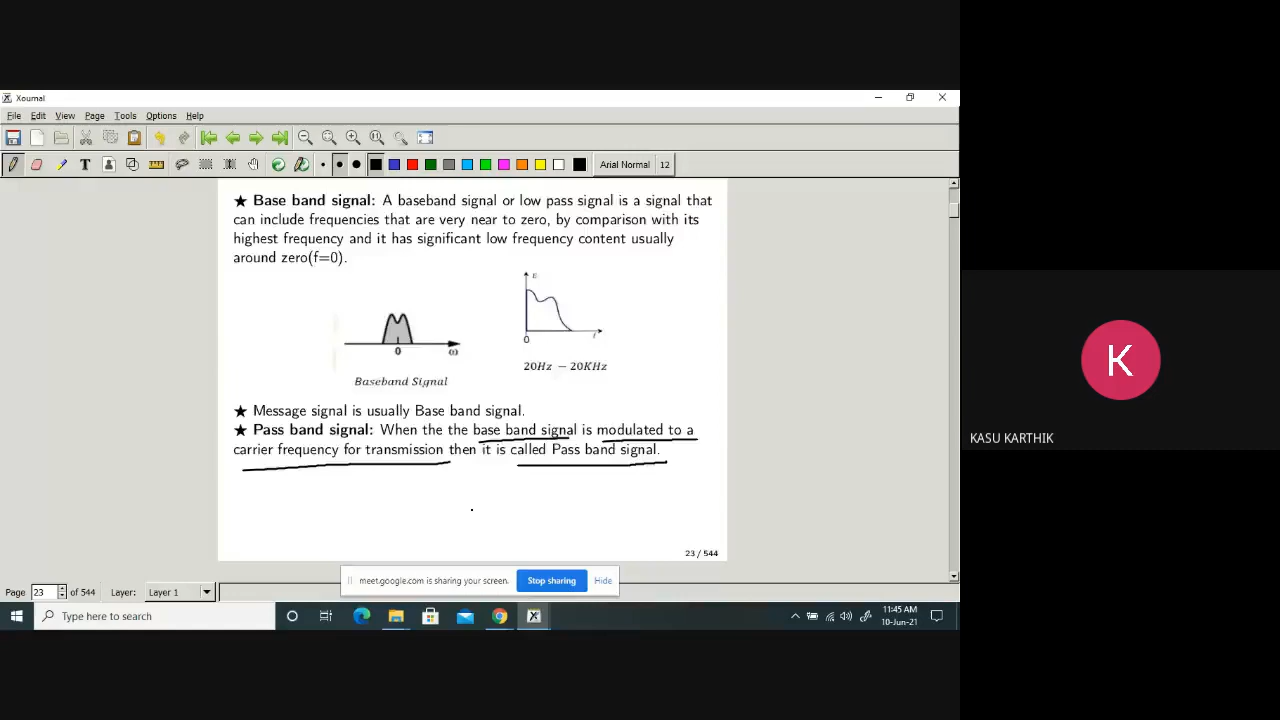 Xournal
File Edit View Page Tools Options Help
T
Arial Normal 12
★ Base band signal: A baseband signal or low pass signal is a signal that
can include frequencies that are very near to zero, by comparison with its
highest frequency and it has significant low frequency content usually
around zero(f=0).
E
0 ω
0 f
20Hz – 20KHz
Baseband Signal
★ Message signal is usually Base band signal.
★ Pass band signal: When the the base band signal is modulated to a
carrier frequency for transmission then it is called Pass band signal.
KASU KARTHIK
K
23 / 544
meet.google.com is sharing your screen. Stop sharing Hide
Page 23 of 544 Layer: Layer 1
Type here to search
11:45 AM
10-Jun-21